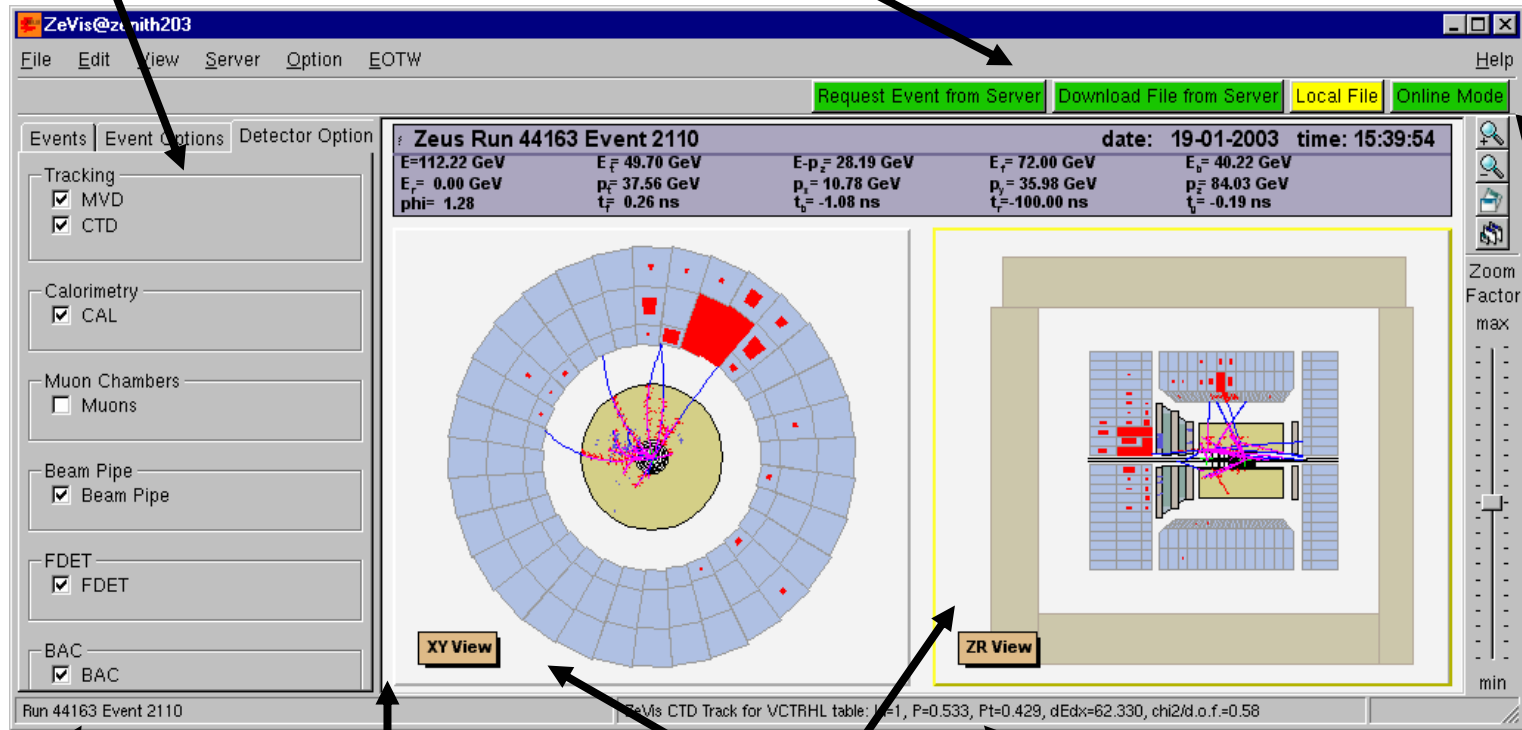 ZeVis@zenith203
File Edit View Server Option EOTW Help
Request Event from Server Download File from Server Local File Online Mode
Events Event Options Detector Option
Zeus Run 44163 Event 2110 date: 19-01-2003 time: 15:39:54
E=112.22 GeV E = 49.70 GeV E-pz= 28.19 GeV Ef= 72.00 GeV Eb= 40.22 GeV
Er= 0.00 GeV pt= 37.56 GeV px= 10.78 GeV py= 35.98 GeV pz= 84.03 GeV
phi= 1.28 tf= 0.26 ns tb= -1.08 ns tr=-100.00 ns tg= -0.19 ns
Tracking
MVD
CTD
Calorimetry
CAL
Muon Chambers
Muons
Beam Pipe
Beam Pipe
FDET
FDET
BAC
BAC
XY View
ZR View
Zoom
Factor
max
min
Run 44163 Event 2110
ZeVis CTD Track for VCTRHL table: P=0.533, Pt=0.429, dEdx=62.330, chi2/d.o.f.=0.58